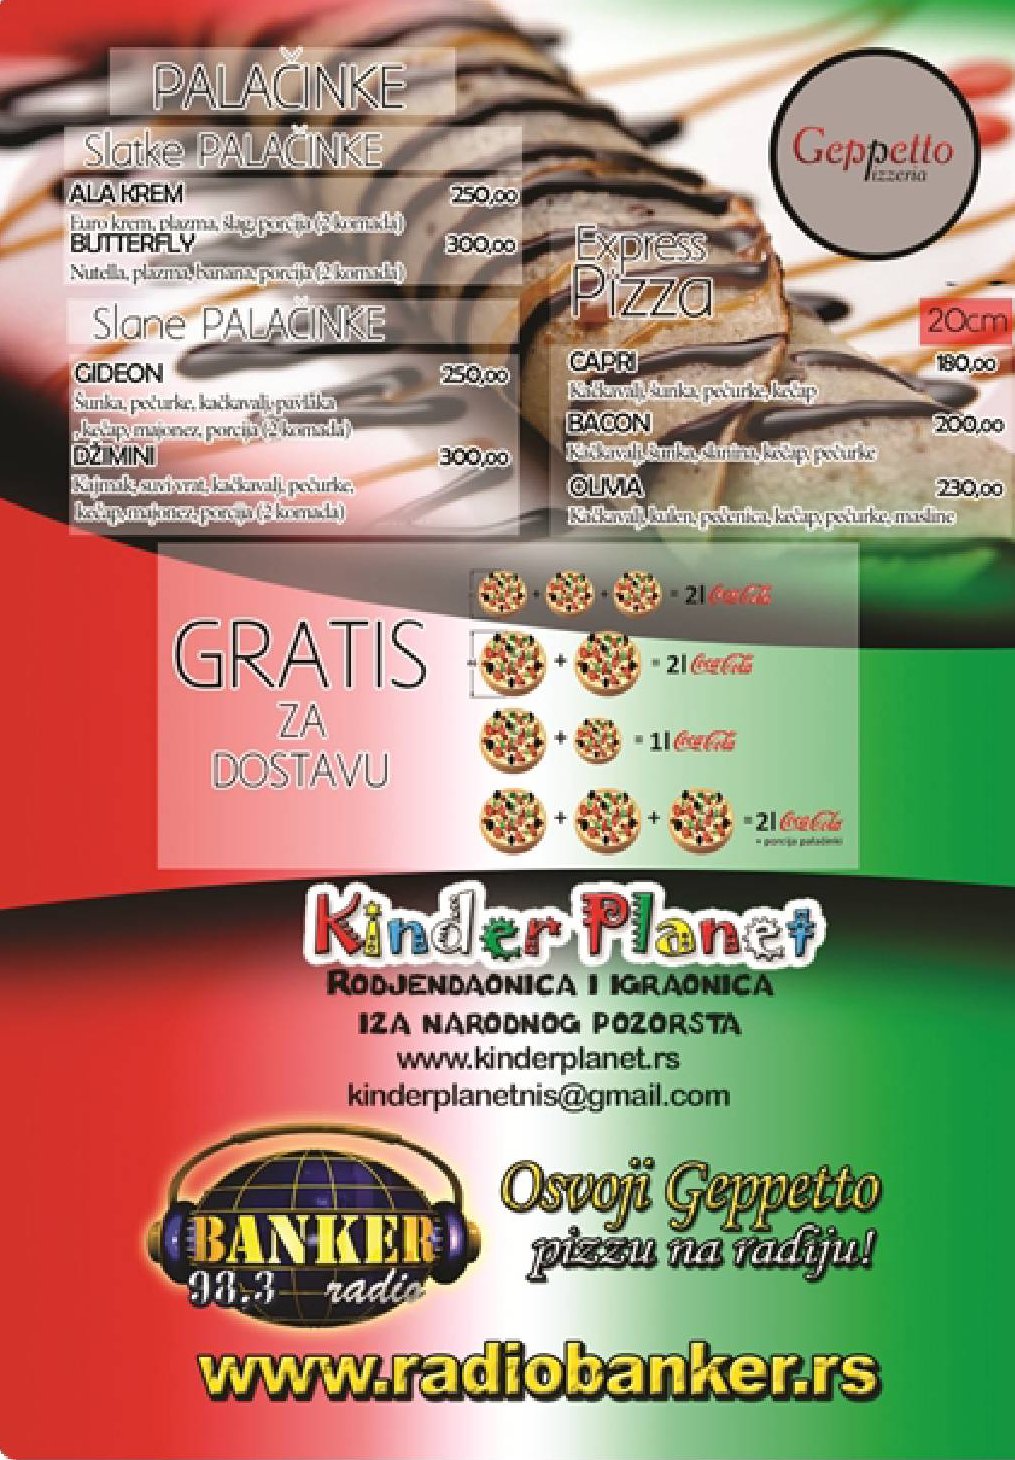 PALAČINKE
Slatke PALAČINKE
ALA KREM 250,00
Euro krem, plazma, šlag, porcija (2 komada)
BUTTERFLY 300,00
Nutella, plazma, banana, porcija (2 komada)
Slane PALAČINKE
GIDEON 250,00
Šunka, pečurke, kačkavalj, pavlaka
, kečap, majonez, porcija (2 komada)
DŽIMINI 300,00
Kajmak, suvi vrat, kačkavalj, pečurke,
kečap, majonez, porcija (2 komada)
Geppetto
Pizzeria
Express
Pizza
20cm
CAPRI 180,00
Kačkavalj, šunka, pečurke, kečap
BACON 200,00
Kačkavalj, šunka, slanina, kečap, pečurke
OLIVIA 230,00
Kačkavalj, kulen, pečenica, kečap, pečurke, masline
GRATIS
ZA
DOSTAVU
+ + = 2l Coca Cola
+ = 2l Coca Cola
+ = 1l Coca Cola
+ + = 2l Coca Cola
+ porcija palačinki
Kinder Planet
RODJENDAONICA I IGRAONICA
IZA NARODNOG POZORSTA
www.kinderplanet.rs
kinderplanetnis@gmail.com
BANKER
98.3 radio
Osvoji Geppetto
pizzu na radiju!
www.radiobanker.rs